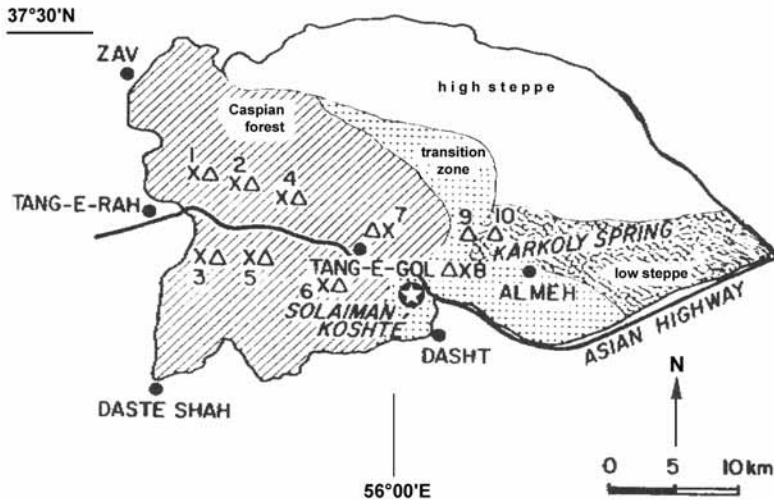 37°30'N
ZAV
high steppe
Caspian
forest
transition
zone
1
2
4
TANG-E-RAH
7
9
10
KARKOLY SPRING
TANG-E-GOL
8
low steppe
3
5
6
ALMEH
SOLAIMAN
KOSHTE
ASIAN HIGHWAY
DASHT
N
DASTE SHAH
0 5 10 km
56°00'E